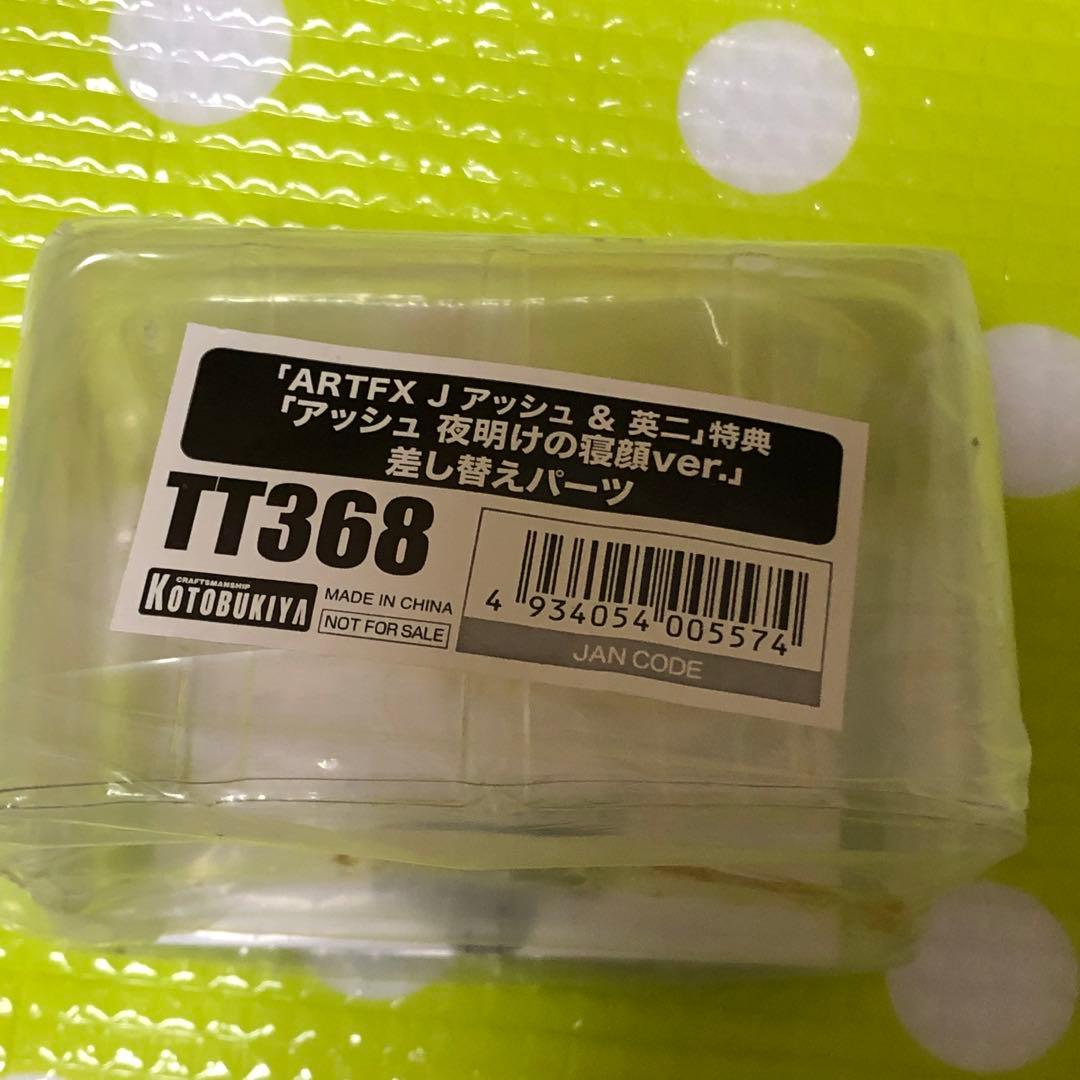 「ARTFX J アッシュ & 英二」特典
「アッシュ 夜明けの寝顔ver.」
差し替えパーツ
TT368
CRAFTSMANSHIP
KOTOBUKIYA
MADE IN CHINA
NOT FOR SALE
4 934054 005574
JAN CODE